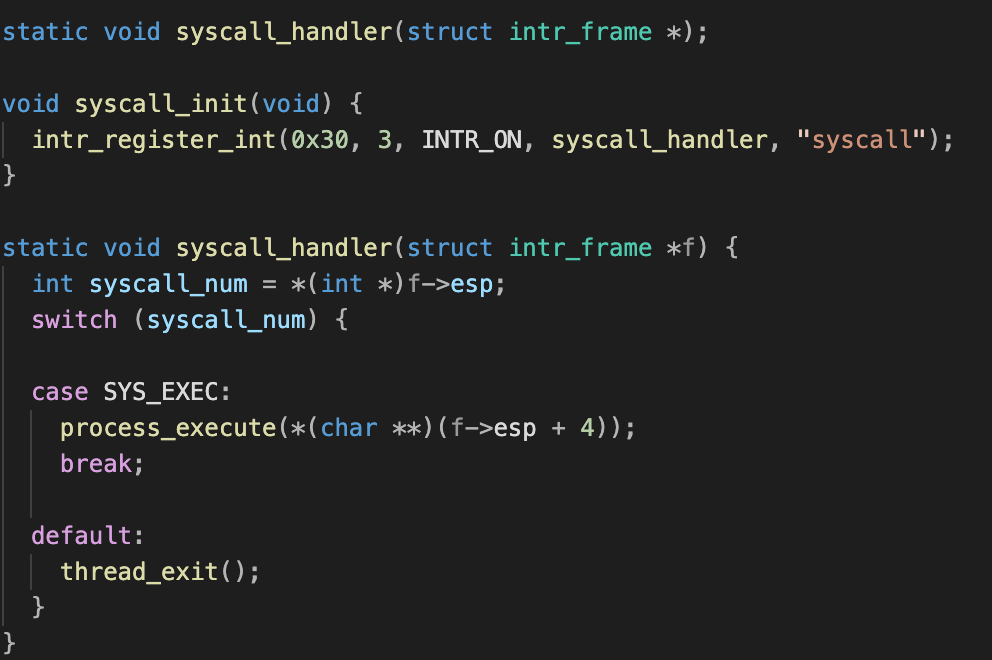 static void syscall_handler(struct intr_frame *);
void syscall_init(void) {
  intr_register_int(0x30, 3, INTR_ON, syscall_handler, "syscall");
}
static void syscall_handler(struct intr_frame *f) {
  int syscall_num = *(int *)f->esp;
  switch (syscall_num) {
  case SYS_EXEC:
    process_execute(*(char **)(f->esp + 4));
    break;
  default:
    thread_exit();
  }
}